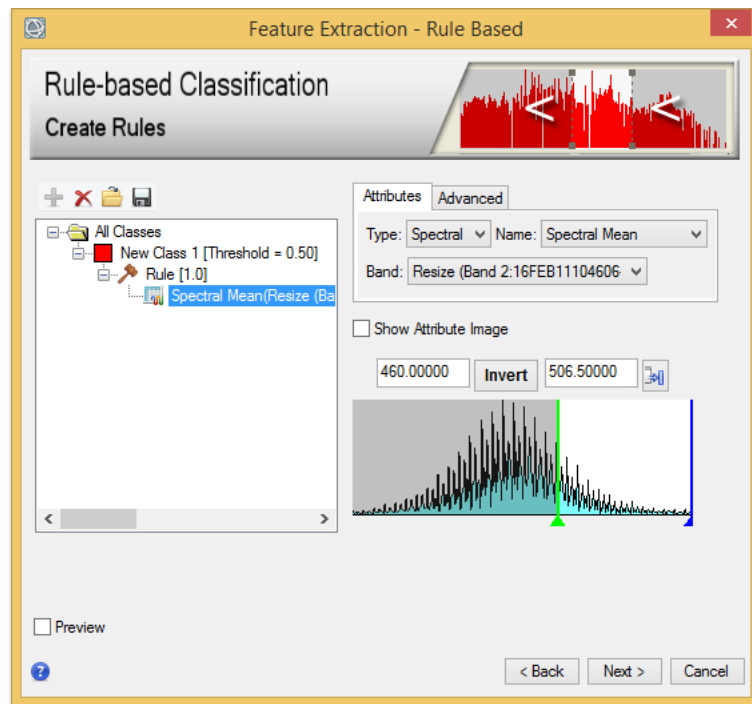 Feature Extraction - Rule Based
Rule-based Classification
Create Rules
All Classes
New Class 1 [Threshold = 0.50]
Rule [1.0]
Spectral Mean(Resize (Ba
Attributes Advanced
Type: Spectral Name: Spectral Mean
Band: Resize (Band 2:16FEB11104606-
Show Attribute Image
460.00000 Invert 506.50000
Preview
< Back Next > Cancel